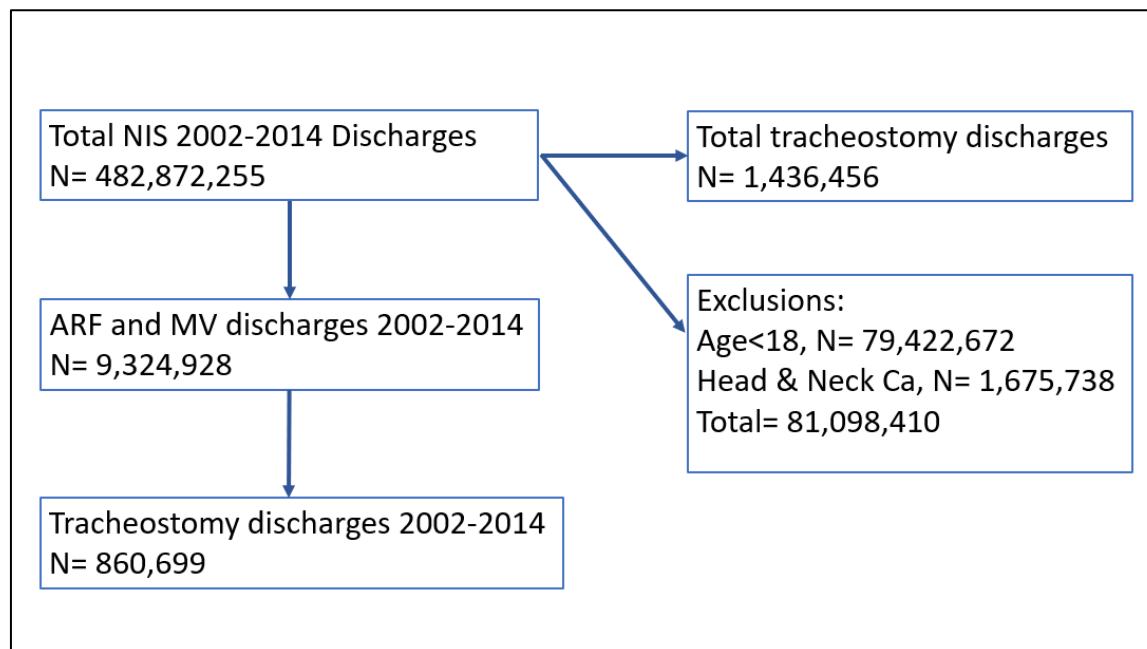 Total NIS 2002-2014 Discharges
N= 482,872,255
Total tracheostomy discharges
N= 1,436,456
Exclusions:
Age<18, N= 79,422,672
Head & Neck Ca, N= 1,675,738
Total= 81,098,410
ARF and MV discharges 2002-2014
N= 9,324,928
Tracheostomy discharges 2002-2014
N= 860,699